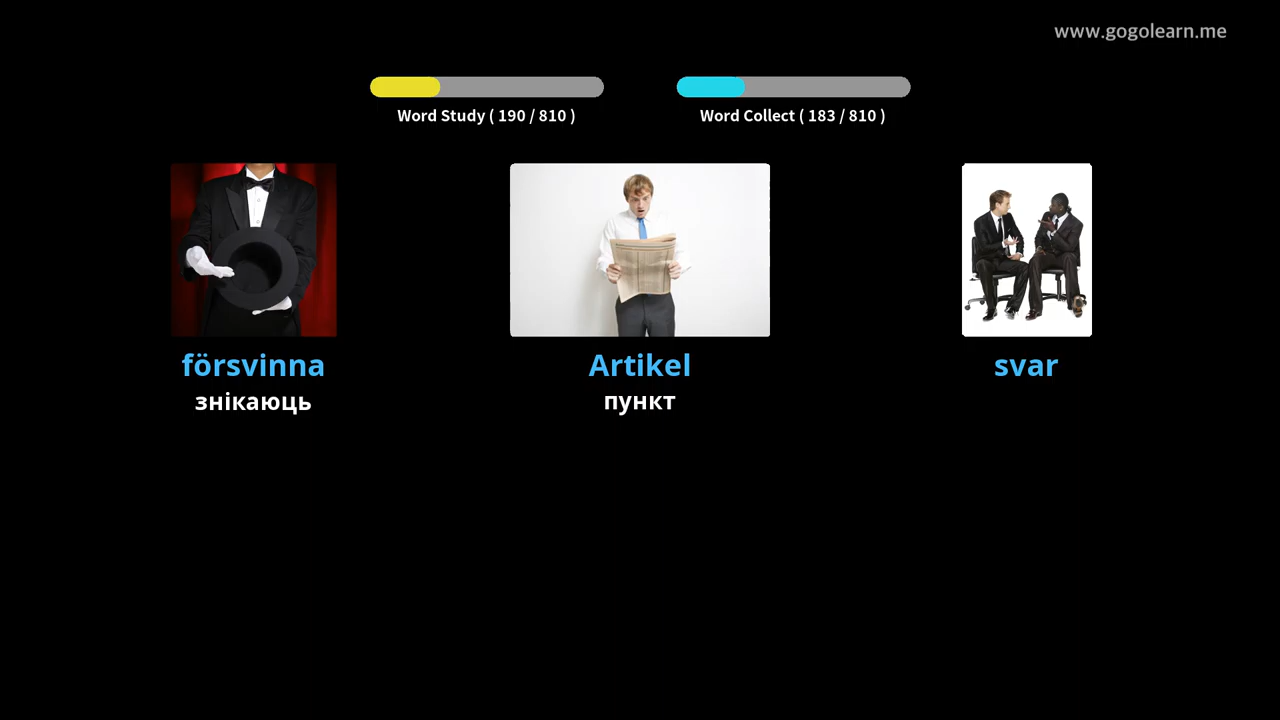 www.gogolearn.me
Word Study ( 190 / 810 )
Word Collect ( 183 / 810 )
försvinna
Artikel
svar
знікаюць
пункт